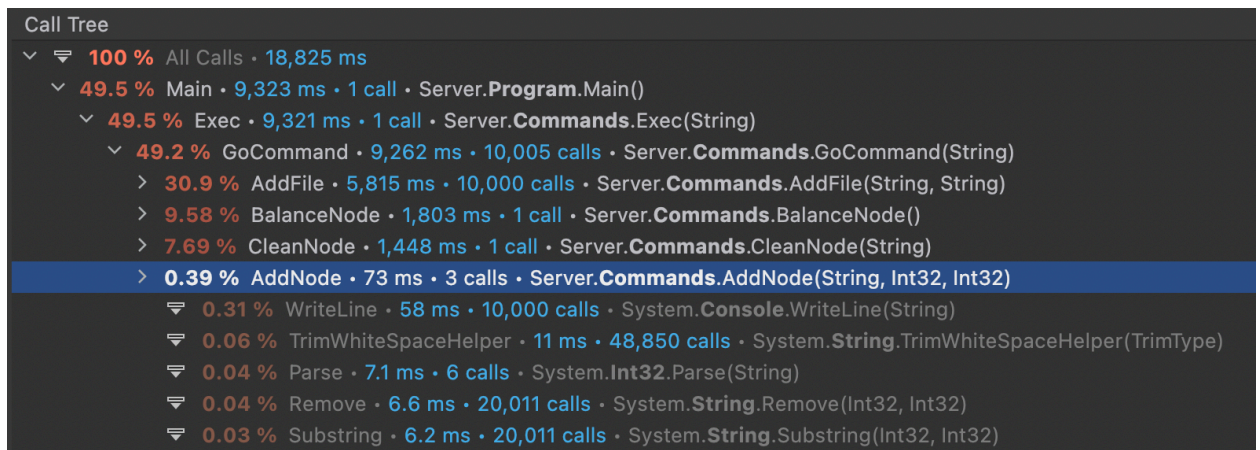 Call Tree
100 % All Calls • 18,825 ms
49.5 % Main • 9,323 ms • 1 call • Server.Program.Main()
49.5 % Exec • 9,321 ms • 1 call • Server.Commands.Exec(String)
49.2 % GoCommand • 9,262 ms • 10,005 calls • Server.Commands.GoCommand(String)
30.9 % AddFile • 5,815 ms • 10,000 calls • Server.Commands.AddFile(String, String)
9.58 % BalanceNode • 1,803 ms • 1 call • Server.Commands.BalanceNode()
7.69 % CleanNode • 1,448 ms • 1 call • Server.Commands.CleanNode(String)
0.39 % AddNode • 73 ms • 3 calls • Server.Commands.AddNode(String, Int32, Int32)
0.31 % WriteLine • 58 ms • 10,000 calls • System.Console.WriteLine(String)
0.06 % TrimWhiteSpaceHelper • 11 ms • 48,850 calls • System.String.TrimWhiteSpaceHelper(TrimType)
0.04 % Parse • 7.1 ms • 6 calls • System.Int32.Parse(String)
0.04 % Remove • 6.6 ms • 20,011 calls • System.String.Remove(Int32, Int32)
0.03 % Substring • 6.2 ms • 20,011 calls • System.String.Substring(Int32, Int32)